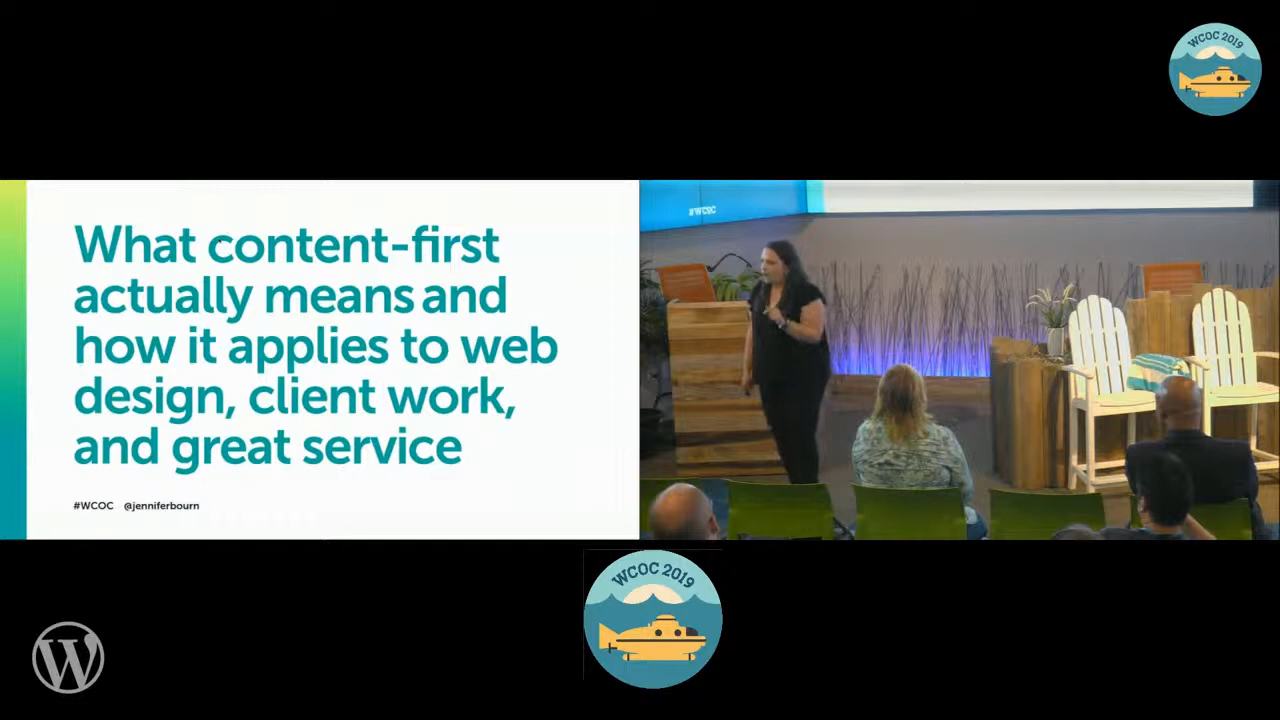 WCOC 2019
What content-first
actually means and
how it applies to web
design, client work,
and great service
#WCOC @jenniferbourn
#WCOC
WCOC 2019
W